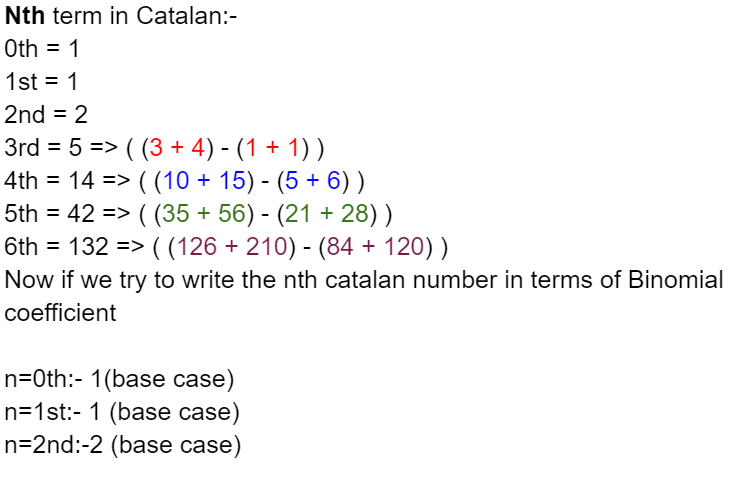 Nth term in Catalan:-
0th = 1
1st = 1
2nd = 2
3rd = 5 => ( (3 + 4) - (1 + 1) )
4th = 14 => ( (10 + 15) - (5 + 6) )
5th = 42 => ( (35 + 56) - (21 + 28) )
6th = 132 => ( (126 + 210) - (84 + 120) )
Now if we try to write the nth catalan number in terms of Binomial
coefficient
n=0th:- 1(base case)
n=1st:- 1 (base case)
n=2nd:-2 (base case)